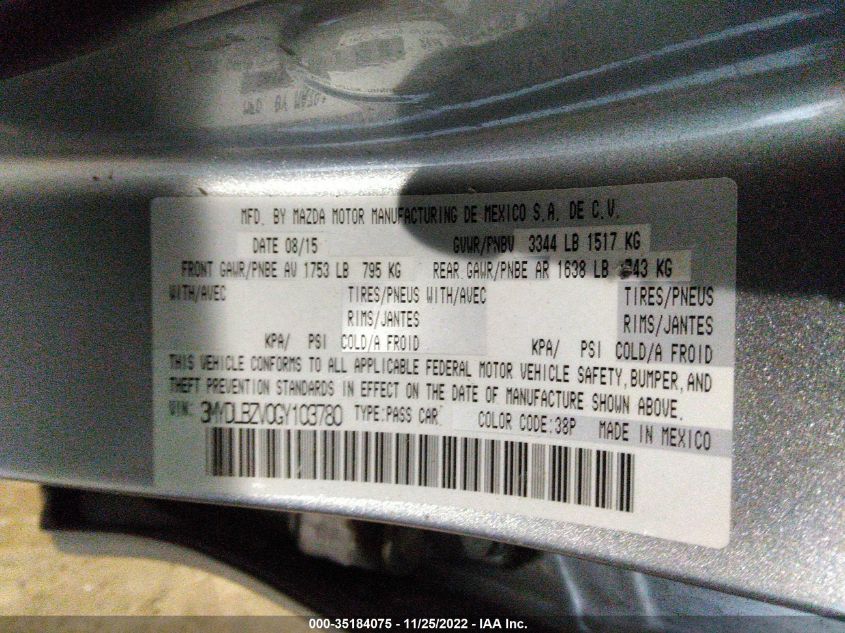 MFD. BY MAZDA MOTOR MANUFACTURING DE MEXICO S.A. DE C.V.
DATE 08/15 GVWR/PNBV 3344 LB 1517 KG
FRONT GAWR/PNBE AV 1753 LB 795 KG REAR GAWR/PNBE AR 1638 LB 743 KG
WITH/AVEC TIRES/PNEUS WITH/AVEC TIRES/PNEUS
RIMS/JANTES RIMS/JANTES
KPA/ PSI COLD/A FROID KPA/ PSI COLD/A FROID
THIS VEHICLE CONFORMS TO ALL APPLICABLE FEDERAL MOTOR VEHICLE SAFETY, BUMPER, AND
THEFT PREVENTION STANDARDS IN EFFECT ON THE DATE OF MANUFACTURE SHOWN ABOVE.
VIN: 3MYDLBZV0GY103780 TYPE:PASS CAR COLOR CODE:38P MADE IN MEXICO
000-35184075 - 11/25/2022 - IAA Inc.